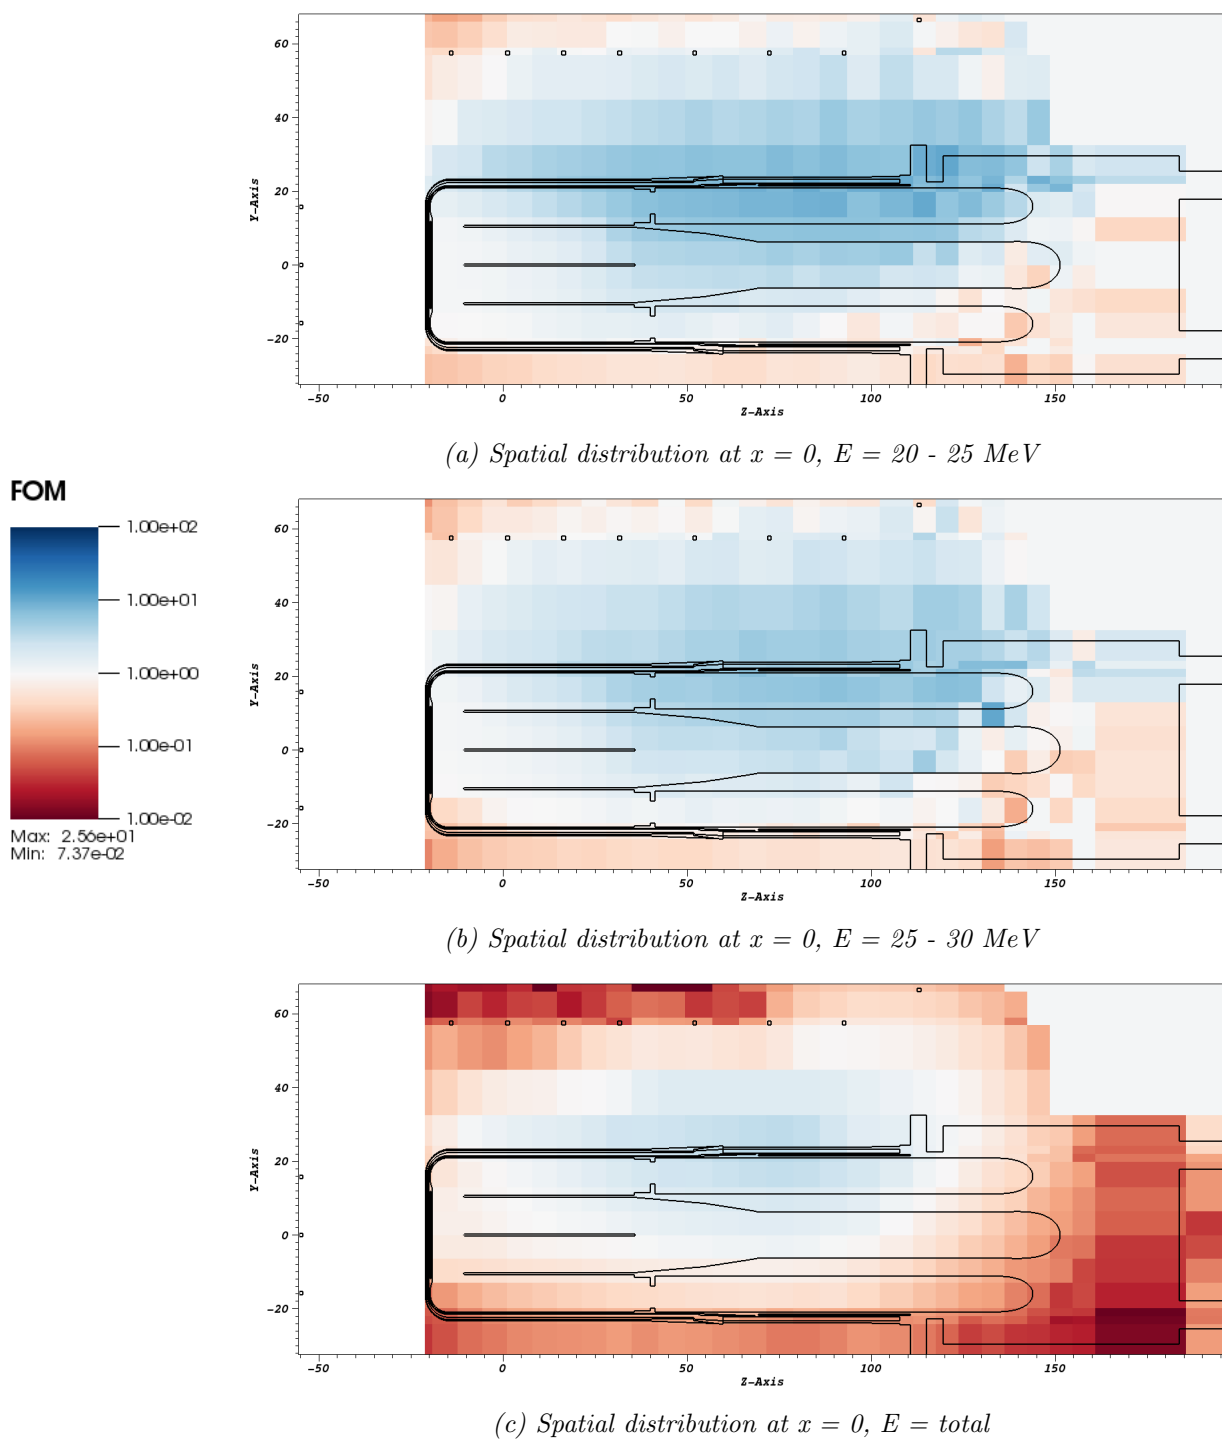 60
40
20
0
-20
Y-Axis
-50
0
50
100
150
Z-Axis
(a) Spatial distribution at x = 0, E = 20 - 25 MeV
FOM
1.00e+02
1.00e+01
1.00e+00
1.00e-01
1.00e-02
Max: 2.56e+01
Min: 7.37e-02
60
40
20
0
-20
Y-Axis
-50
0
50
100
150
Z-Axis
(b) Spatial distribution at x = 0, E = 25 - 30 MeV
60
40
20
0
-20
Y-Axis
-50
0
50
100
150
Z-Axis
(c) Spatial distribution at x = 0, E = total